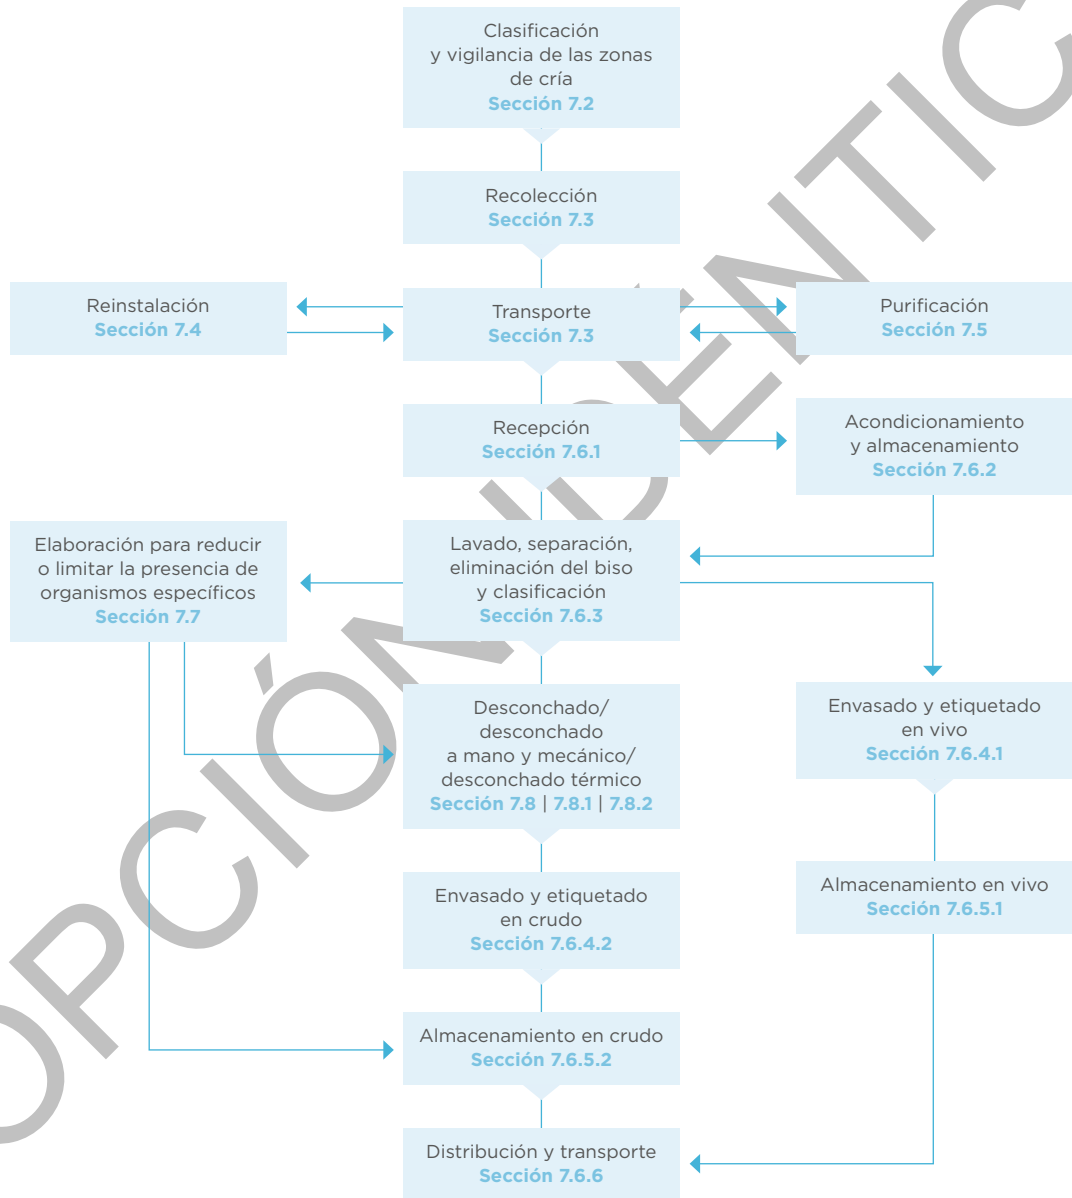 Clasificación
y vigilancia de las zonas
de cría
Sección 7.2
Recolección
Sección 7.3
Reinstalación
Sección 7.4
Transporte
Sección 7.3
Purificación
Sección 7.5
Recepción
Sección 7.6.1
Acondicionamiento
y almacenamiento
Sección 7.6.2
Elaboración para reducir
o limitar la presencia de
organismos específicos
Sección 7.7
Lavado, separación,
eliminación del biso
y clasificación
Sección 7.6.3
Desconchado/
desconchado
a mano y mecánico/
desconchado térmico
Sección 7.8 | 7.8.1 | 7.8.2
Envasado y etiquetado
en vivo
Sección 7.6.4.1
Envasado y etiquetado
en crudo
Sección 7.6.4.2
Almacenamiento en vivo
Sección 7.6.5.1
Almacenamiento en crudo
Sección 7.6.5.2
Distribución y transporte
Sección 7.6.6